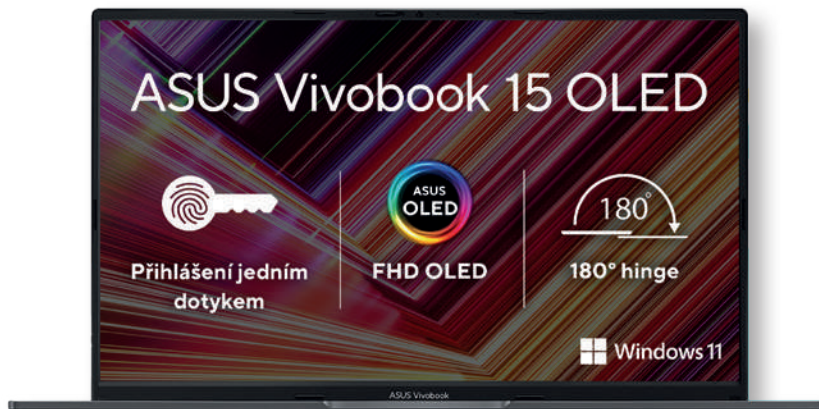 ASUS Vivobook 15 OLED
Přihlášení jedním
dotykem
ASUS
OLED
FHD OLED
180°
180° hinge
Windows 11
ASUS Vivobook